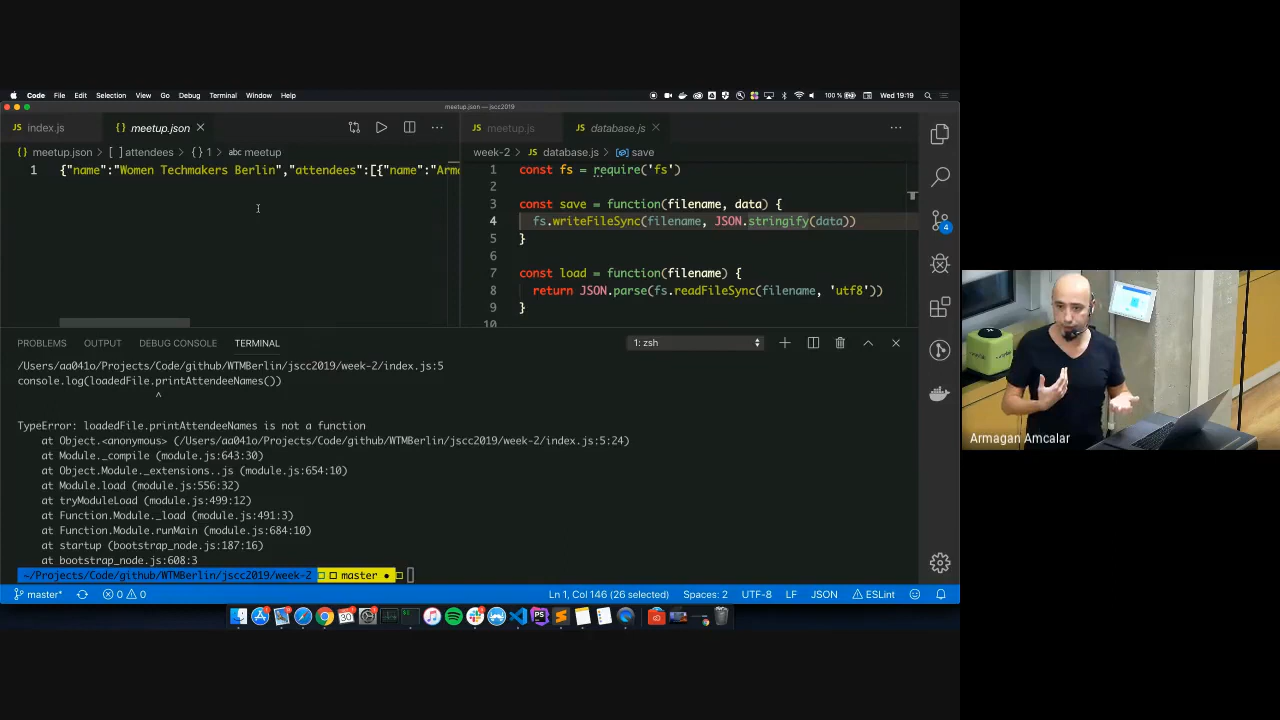 Code File Edit Selection View Go Debug Terminal Window Help
100 % Wed 19:19
meetup.json — jscc2019
JS index.js
{} meetup.json
meetup.json › [ ] attendees › {} 1 › abc meetup
1 {"name":"Women Techmakers Berlin","attendees":[{"name":"Arma
JS meetup.js
JS database.js
week-2 › JS database.js › save
1 const fs = require('fs')
2
3 const save = function(filename, data) {
4 fs.writeFileSync(filename, JSON.stringify(data))
5 }
6
7 const load = function(filename) {
8 return JSON.parse(fs.readFileSync(filename, 'utf8'))
9 }
10
4
PROBLEMS OUTPUT DEBUG CONSOLE TERMINAL
1: zsh
/Users/aa041o/Projects/Code/github/WTMBerlin/jscc2019/week-2/index.js:5
console.log(loadedFile.printAttendeeNames())
^
TypeError: loadedFile.printAttendeeNames is not a function
at Object.<anonymous> (/Users/aa041o/Projects/Code/github/WTMBerlin/jscc2019/week-2/index.js:5:24)
at Module._compile (module.js:643:30)
at Object.Module._extensions..js (module.js:654:10)
at Module.load (module.js:556:32)
at tryModuleLoad (module.js:499:12)
at Function.Module._load (module.js:491:3)
at Function.Module.runMain (module.js:684:10)
at startup (bootstrap_node.js:187:16)
at bootstrap_node.js:608:3
~/Projects/Code/github/WTMBerlin/jscc2019/week-2 master ●
master* 0 0
Ln 1, Col 146 (26 selected) Spaces: 2 UTF-8 LF JSON ESLint
Armagan Amcalar